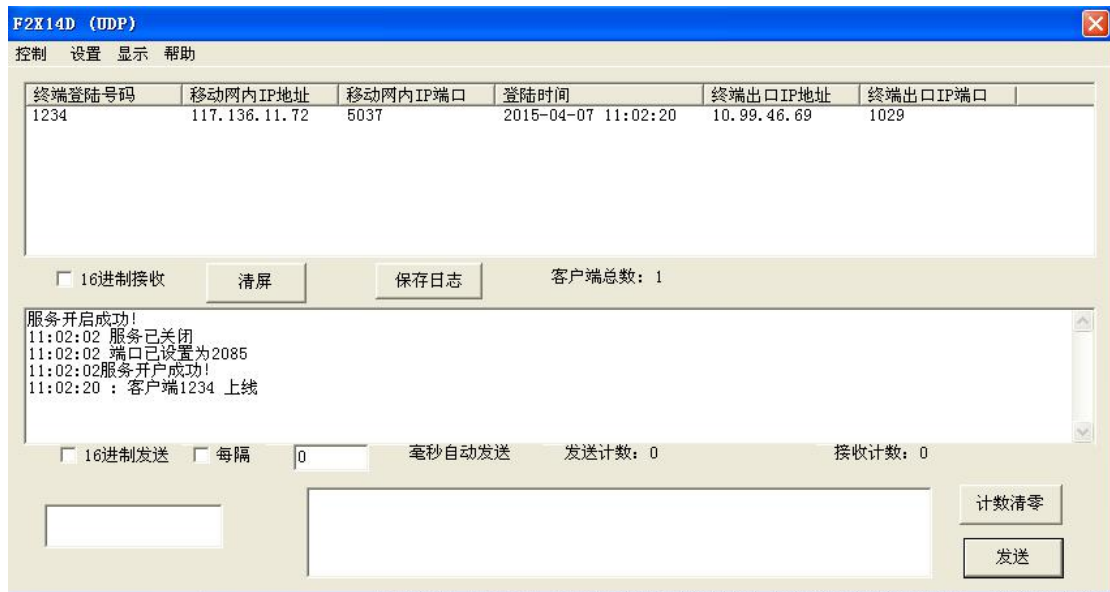 F2X14D (UDP)
控制 设置 显示 帮助
终端登陆号码 移动网内IP地址 移动网内IP端口 登陆时间 终端出口IP地址 终端出口IP端口
1234 117.136.11.72 5037 2015-04-07 11:02:20 10.99.46.69 1029
16进制接收 清屏 保存日志 客户端总数: 1
服务开启成功!
11:02:02 服务已关闭
11:02:02 端口已设置为2085
11:02:02服务开户成功!
11:02:20 : 客户端1234 上线
16进制发送 每隔 0 毫秒自动发送 发送计数: 0 接收计数: 0
计数清零
发送